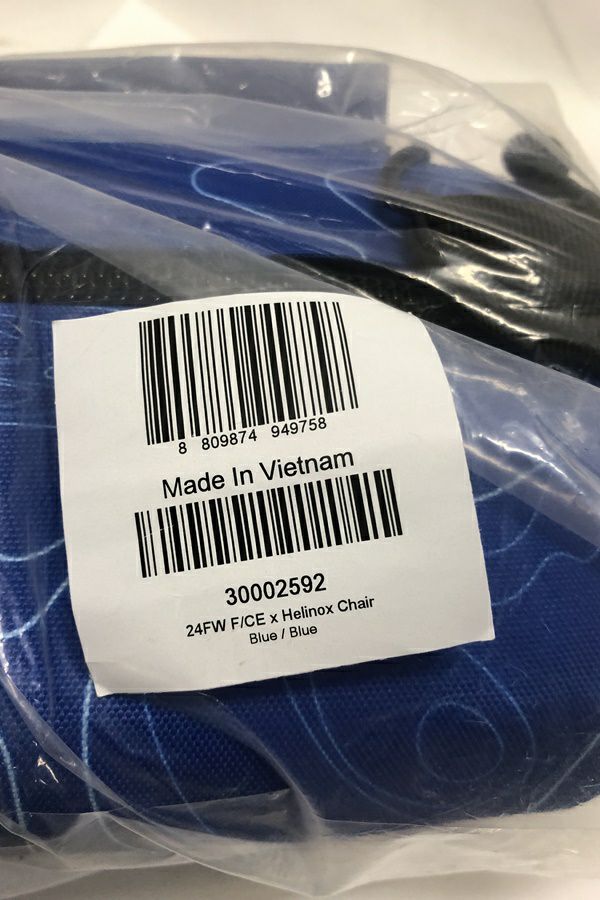 8 809874 949758
Made In Vietnam
30002592
24FW F/CE x Helinox Chair
Blue / Blue